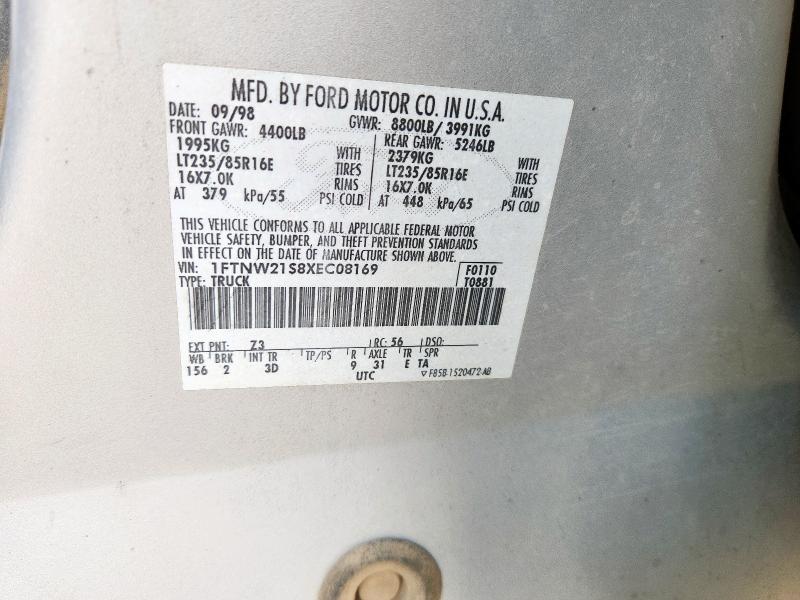 MFD. BY FORD MOTOR CO. IN U.S.A.
DATE: 09/98 GVWR: 8800LB/ 3991KG
FRONT GAWR: 4400LB REAR GAWR: 5246LB
1995KG WITH 2379KG WITH
LT235/85R16E TIRES LT235/85R16E TIRES
16X7.0K RIMS 16X7.0K RIMS
AT 379 kPa/55 PSI COLD AT 448 kPa/65 PSI COLD
THIS VEHICLE CONFORMS TO ALL APPLICABLE FEDERAL MOTOR
VEHICLE SAFETY, BUMPER, AND THEFT PREVENTION STANDARDS
IN EFFECT ON THE DATE OF MANUFACTURE SHOWN ABOVE.
VIN: 1FTNW21S8XEC08169 F0110
TYPE: TRUCK T0881
EXT PNT: Z3 RC: 56 DSO:
WB BRK INT TR TP/PS R AXLE TR SPR
156 2 3D 9 31 E TA
UTC ▽ F85B-1520472-AB